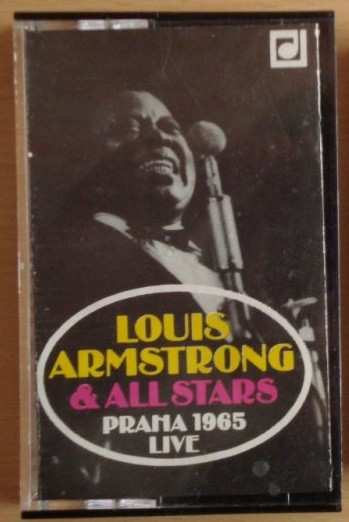 LOUIS
ARMSTRONG
& ALL STARS
PRAHA 1965
LIVE